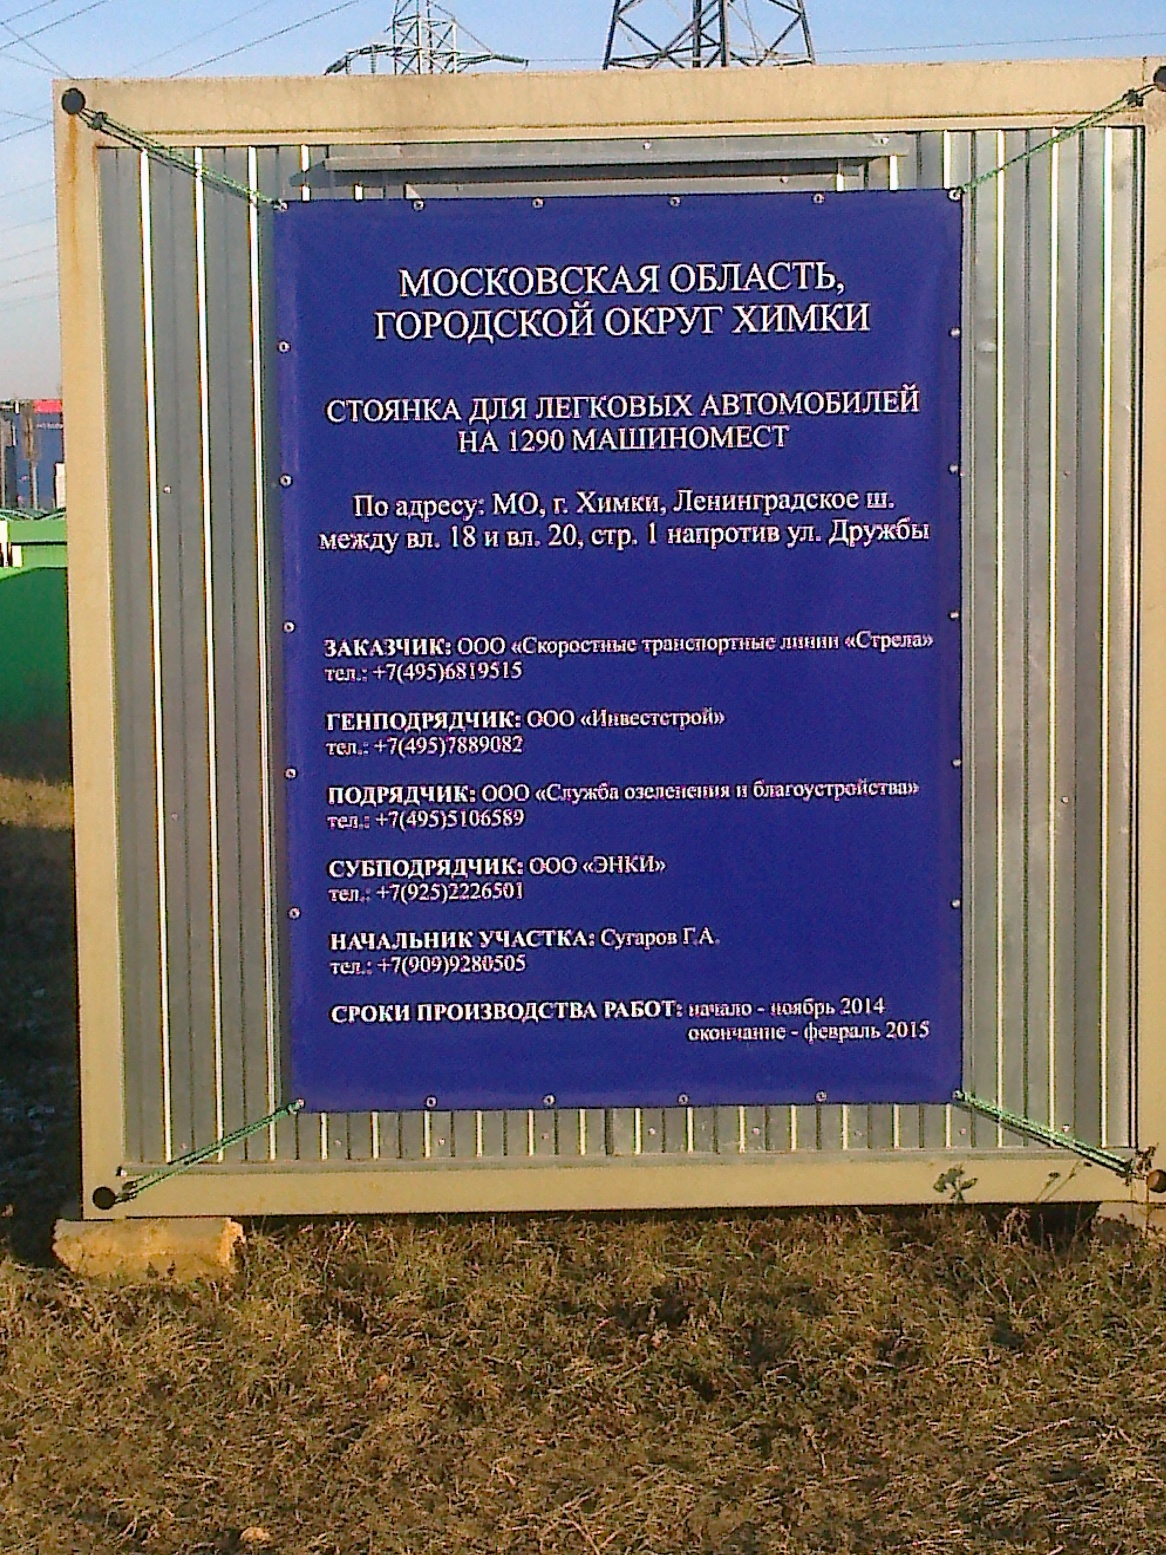 МОСКОВСКАЯ ОБЛАСТЬ,
ГОРОДСКОЙ ОКРУГ ХИМКИ
СТОЯНКА ДЛЯ ЛЕГКОВЫХ АВТОМОБИЛЕЙ
НА 1290 МАШИНОМЕСТ
По адресу: МО, г. Химки, Ленинградское ш.
между вл. 18 и вл. 20, стр. 1 напротив ул. Дружбы
ЗАКАЗЧИК: ООО «Скоростные транспортные линии «Стрела»
тел.: +7(495)6819515
ГЕНПОДРЯДЧИК: ООО «Инвестстрой»
тел.: +7(495)7889082
ПОДРЯДЧИК: ООО «Служба озеленения и благоустройства»
тел.: +7(495)5106589
СУБПОДРЯДЧИК: ООО «ЭНКИ»
тел.: +7(925)2226501
НАЧАЛЬНИК УЧАСТКА: Сугаров Г.А.
тел.: +7(909)9280505
СРОКИ ПРОИЗВОДСТВА РАБОТ: начало - ноябрь 2014
окончание - февраль 2015